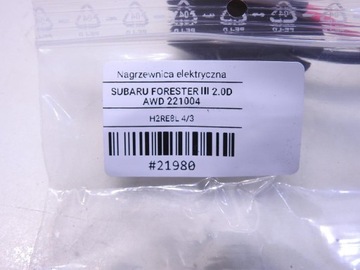 Nagrzewnica elektryczna
SUBARU FORESTER III 2.0D
AWD 221004
H2RE8L 4/3
#21980